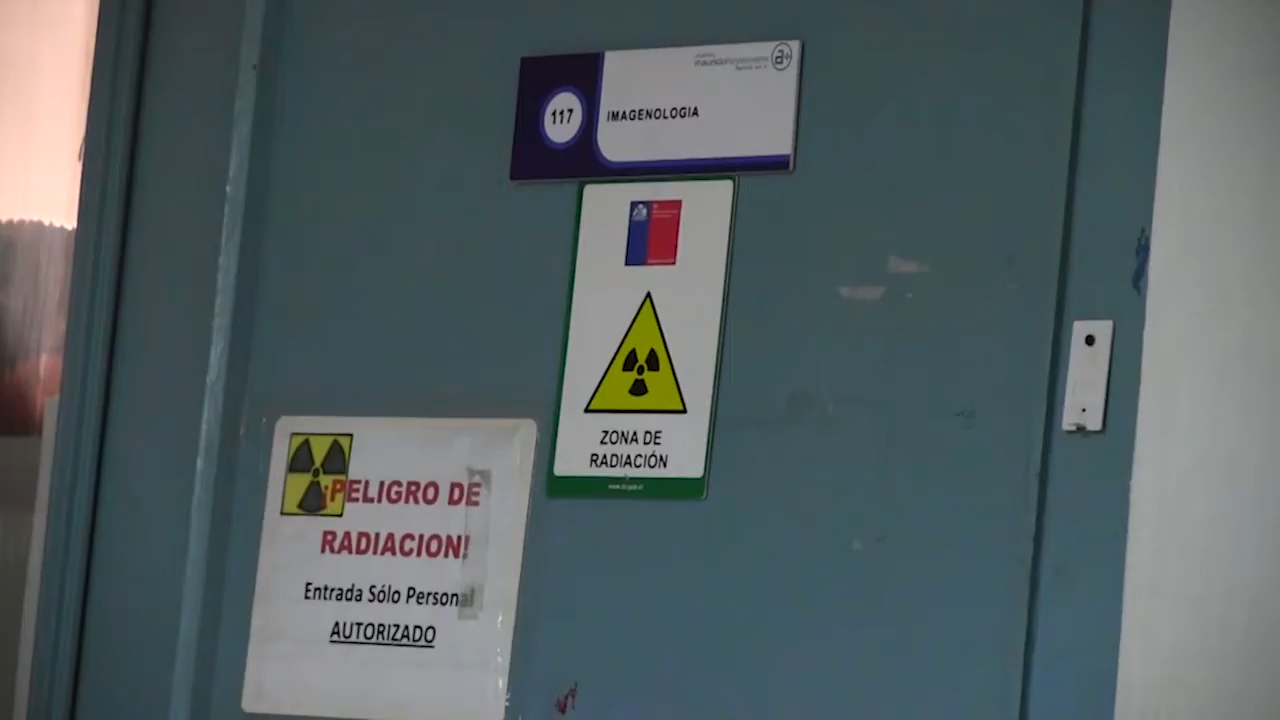 117
IMAGENOLOGIA
ZONA DE
RADIACIÓN
¡PELIGRO DE
RADIACION!
Entrada Sólo Personal
AUTORIZADO